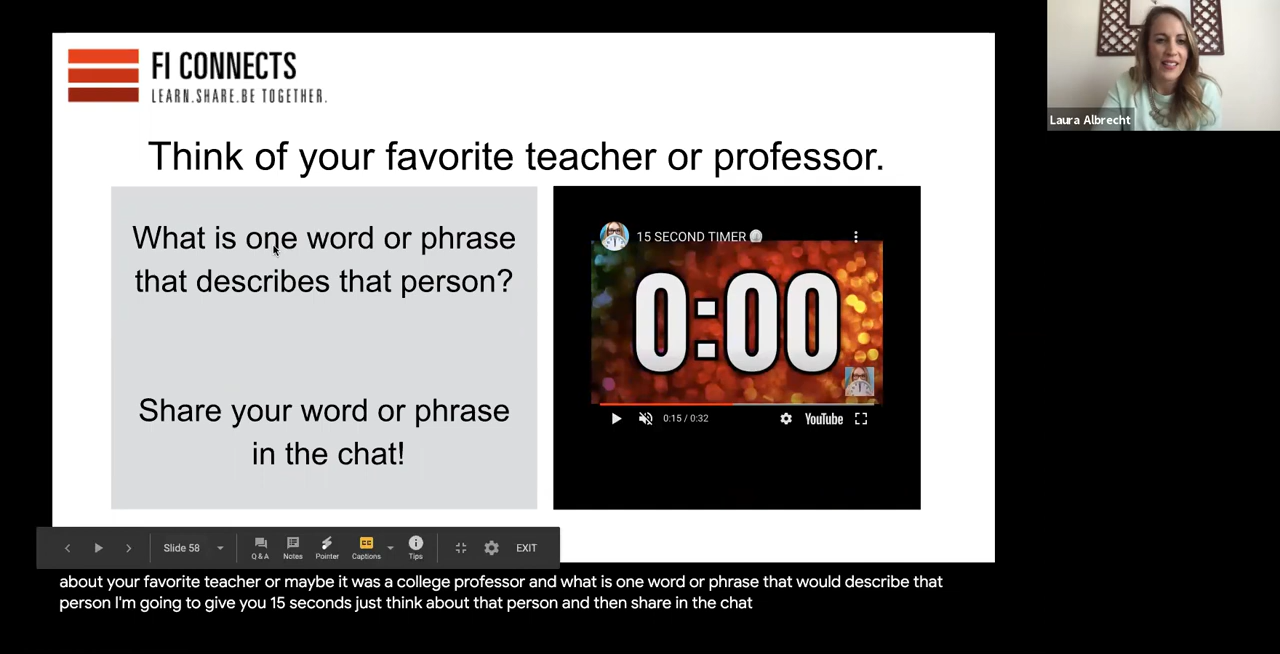 FI CONNECTS
LEARN.SHARE.BE TOGETHER.
Think of your favorite teacher or professor.
What is one word or phrase
that describes that person?
Share your word or phrase
in the chat!
15 SECOND TIMER
0:00
0:15 / 0:32
YouTube
Laura Albrecht
Slide 58
Q & A
Notes
Pointer
CC
Captions
Tips
EXIT
about your favorite teacher or maybe it was a college professor and what is one word or phrase that would describe that
person I'm going to give you 15 seconds just think about that person and then share in the chat